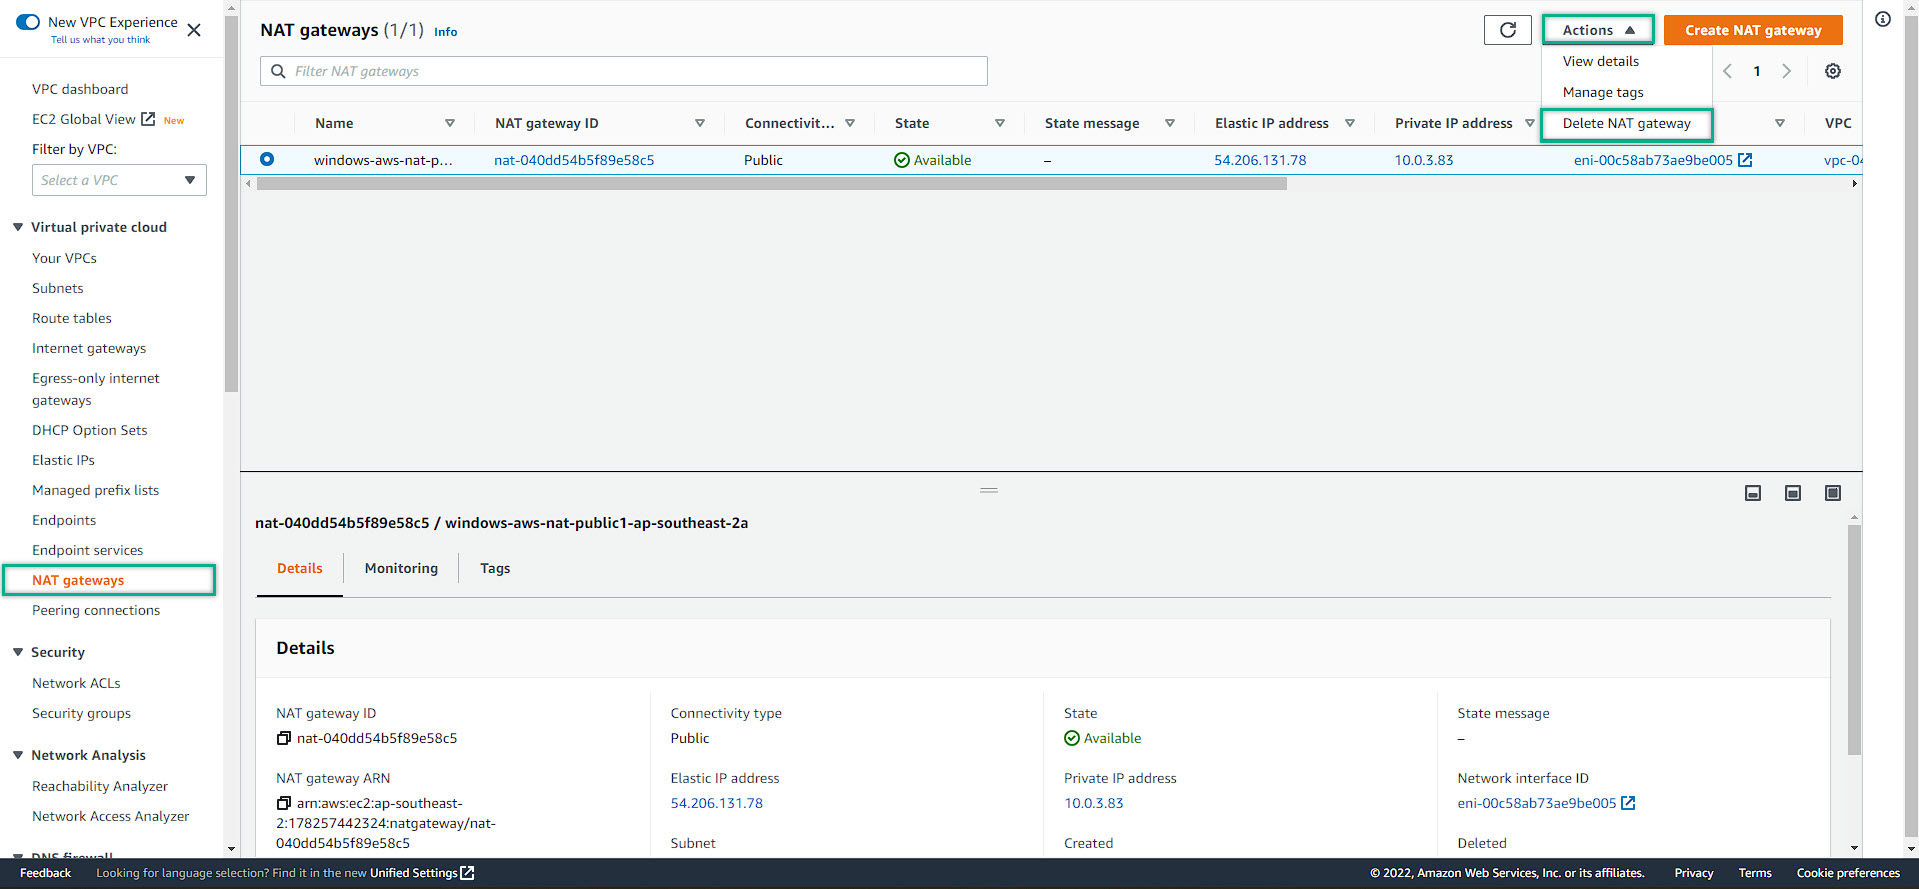 New VPC Experience
Tell us what you think
VPC dashboard
EC2 Global View New
Filter by VPC:
Select a VPC
Virtual private cloud
Your VPCs
Subnets
Route tables
Internet gateways
Egress-only internet
gateways
DHCP Option Sets
Elastic IPs
Managed prefix lists
Endpoints
Endpoint services
NAT gateways
Peering connections
Security
Network ACLs
Security groups
Network Analysis
Reachability Analyzer
Network Access Analyzer
DNS firewall
NAT gateways (1/1) Info
Actions
Create NAT gateway
Filter NAT gateways
View details
Manage tags
Delete NAT gateway
1
Name NAT gateway ID Connectivit... State State message Elastic IP address Private IP address VPC
windows-aws-nat-p... nat-040dd54b5f89e58c5 Public Available – 54.206.131.78 10.0.3.83 eni-00c58ab73ae9be005 vpc-04
nat-040dd54b5f89e58c5 / windows-aws-nat-public1-ap-southeast-2a
Details Monitoring Tags
Details
NAT gateway ID
nat-040dd54b5f89e58c5
Connectivity type
Public
State
Available
State message
–
NAT gateway ARN
arn:aws:ec2:ap-southeast-
2:178257442324:natgateway/nat-
040dd54b5f89e58c5
Elastic IP address
54.206.131.78
Private IP address
10.0.3.83
Network interface ID
eni-00c58ab73ae9be005
Subnet
Created
Deleted
Feedback Looking for language selection? Find it in the new Unified Settings © 2022, Amazon Web Services, Inc. or its affiliates. Privacy Terms Cookie preferences